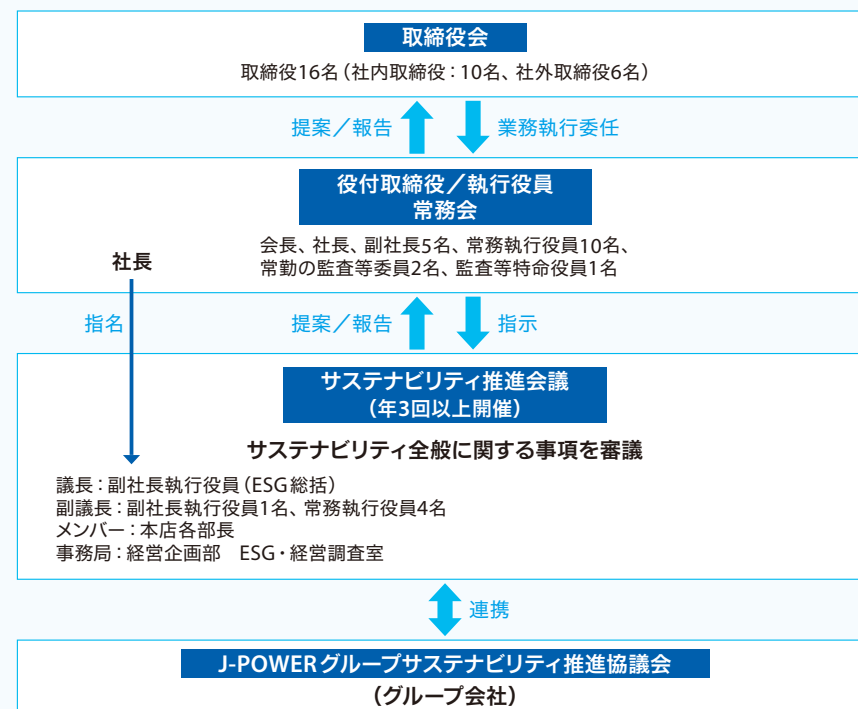 取締役会
取締役16名（社内取締役：10名、社外取締役6名）
提案／報告
業務執行委任
役付取締役／執行役員
常務会
会長、社長、副社長5名、常務執行役員10名、
常勤の監査等委員2名、監査等特命役員1名
社長
指名
提案／報告
指示
サステナビリティ推進会議
（年3回以上開催）
サステナビリティ全般に関する事項を審議
議長：副社長執行役員（ESG総括）
副議長：副社長執行役員1名、常務執行役員4名
メンバー：本店各部長
事務局：経営企画部　ESG・経営調査室
連携
J-POWERグループサステナビリティ推進協議会
（グループ会社）